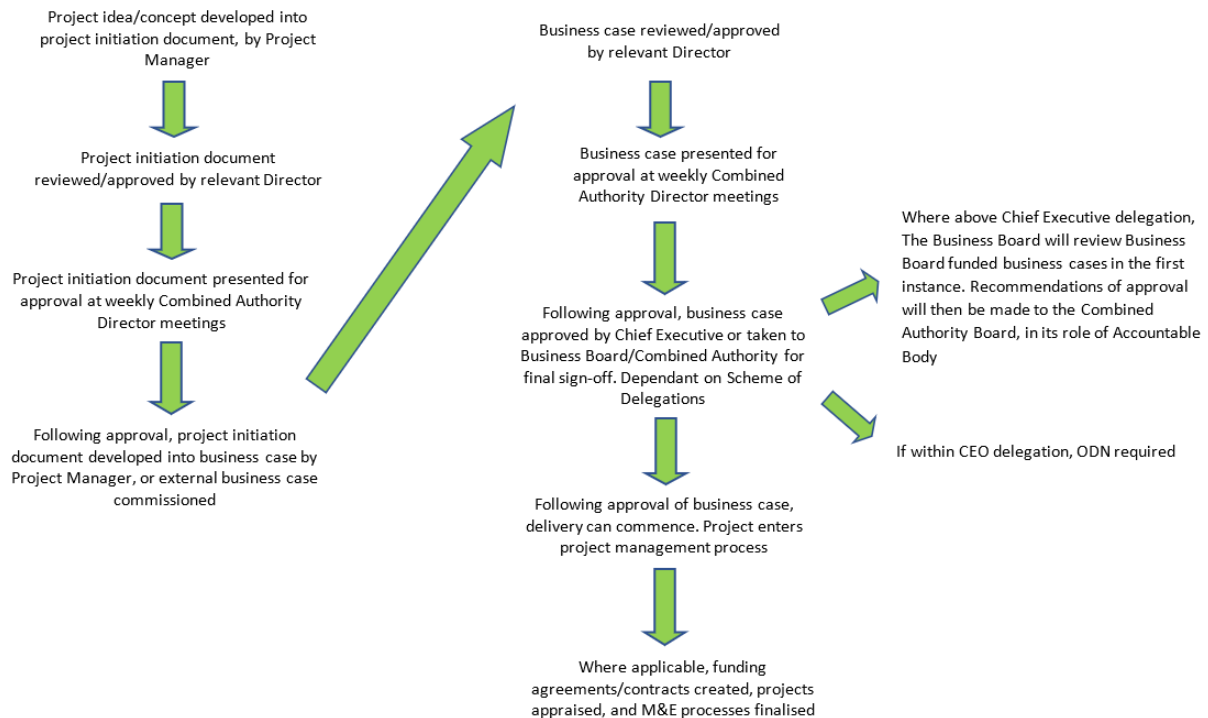 Project idea/concept developed into
project initiation document, by Project
Manager
Project initiation document
reviewed/approved by relevant Director
Project initiation document presented for
approval at weekly Combined Authority
Director meetings
Following approval, project initiation
document developed into business case by
Project Manager, or external business case
commissioned
Business case reviewed/approved
by relevant Director
Business case presented for
approval at weekly Combined
Authority Director meetings
Following approval, business case
approved by Chief Executive or taken to
Business Board/Combined Authority for
final sign-off. Dependant on Scheme of
Delegations
Where above Chief Executive delegation,
The Business Board will review Business
Board funded business cases in the first
instance. Recommendations of approval
will then be made to the Combined
Authority Board, in its role of Accountable
Body
If within CEO delegation, ODN required
Following approval of business case,
delivery can commence. Project enters
project management process
Where applicable, funding
agreements/contracts created, projects
appraised, and M&E processes finalised